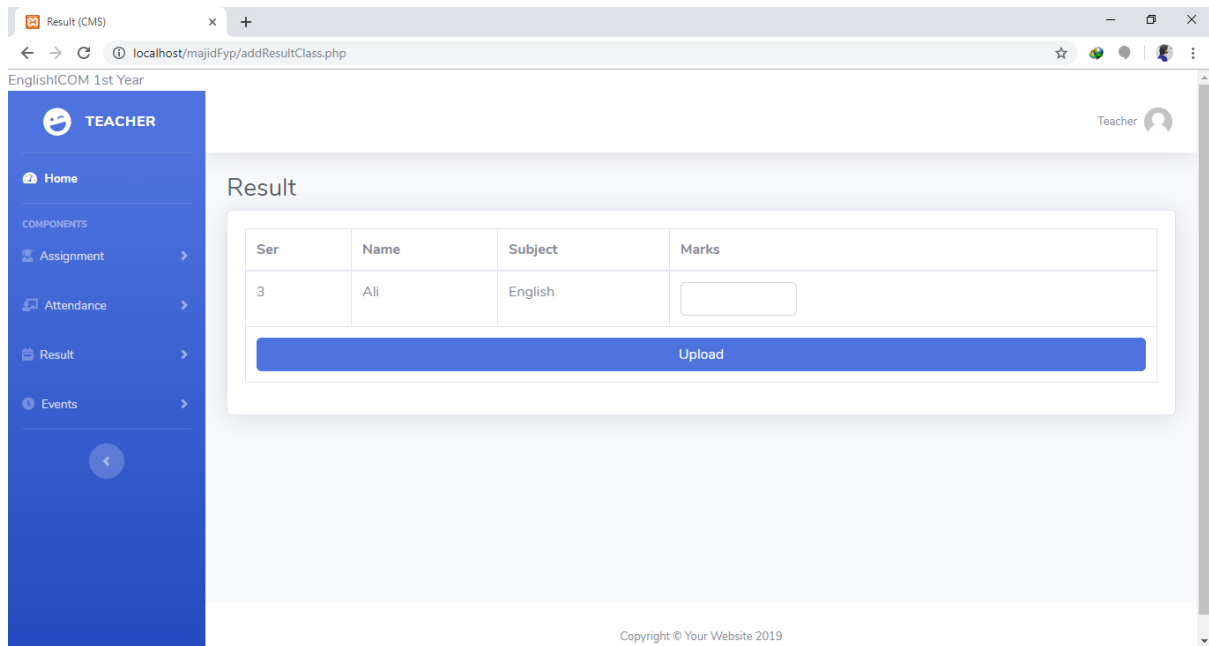 Result (CMS)
localhost/majidFyp/addResultClass.php
EnglishICOM 1st Year
TEACHER
Teacher
Home
COMPONENTS
Assignment
Attendance
Result
Events
Result
Ser Name Subject Marks
3 Ali English
Upload
Copyright © Your Website 2019